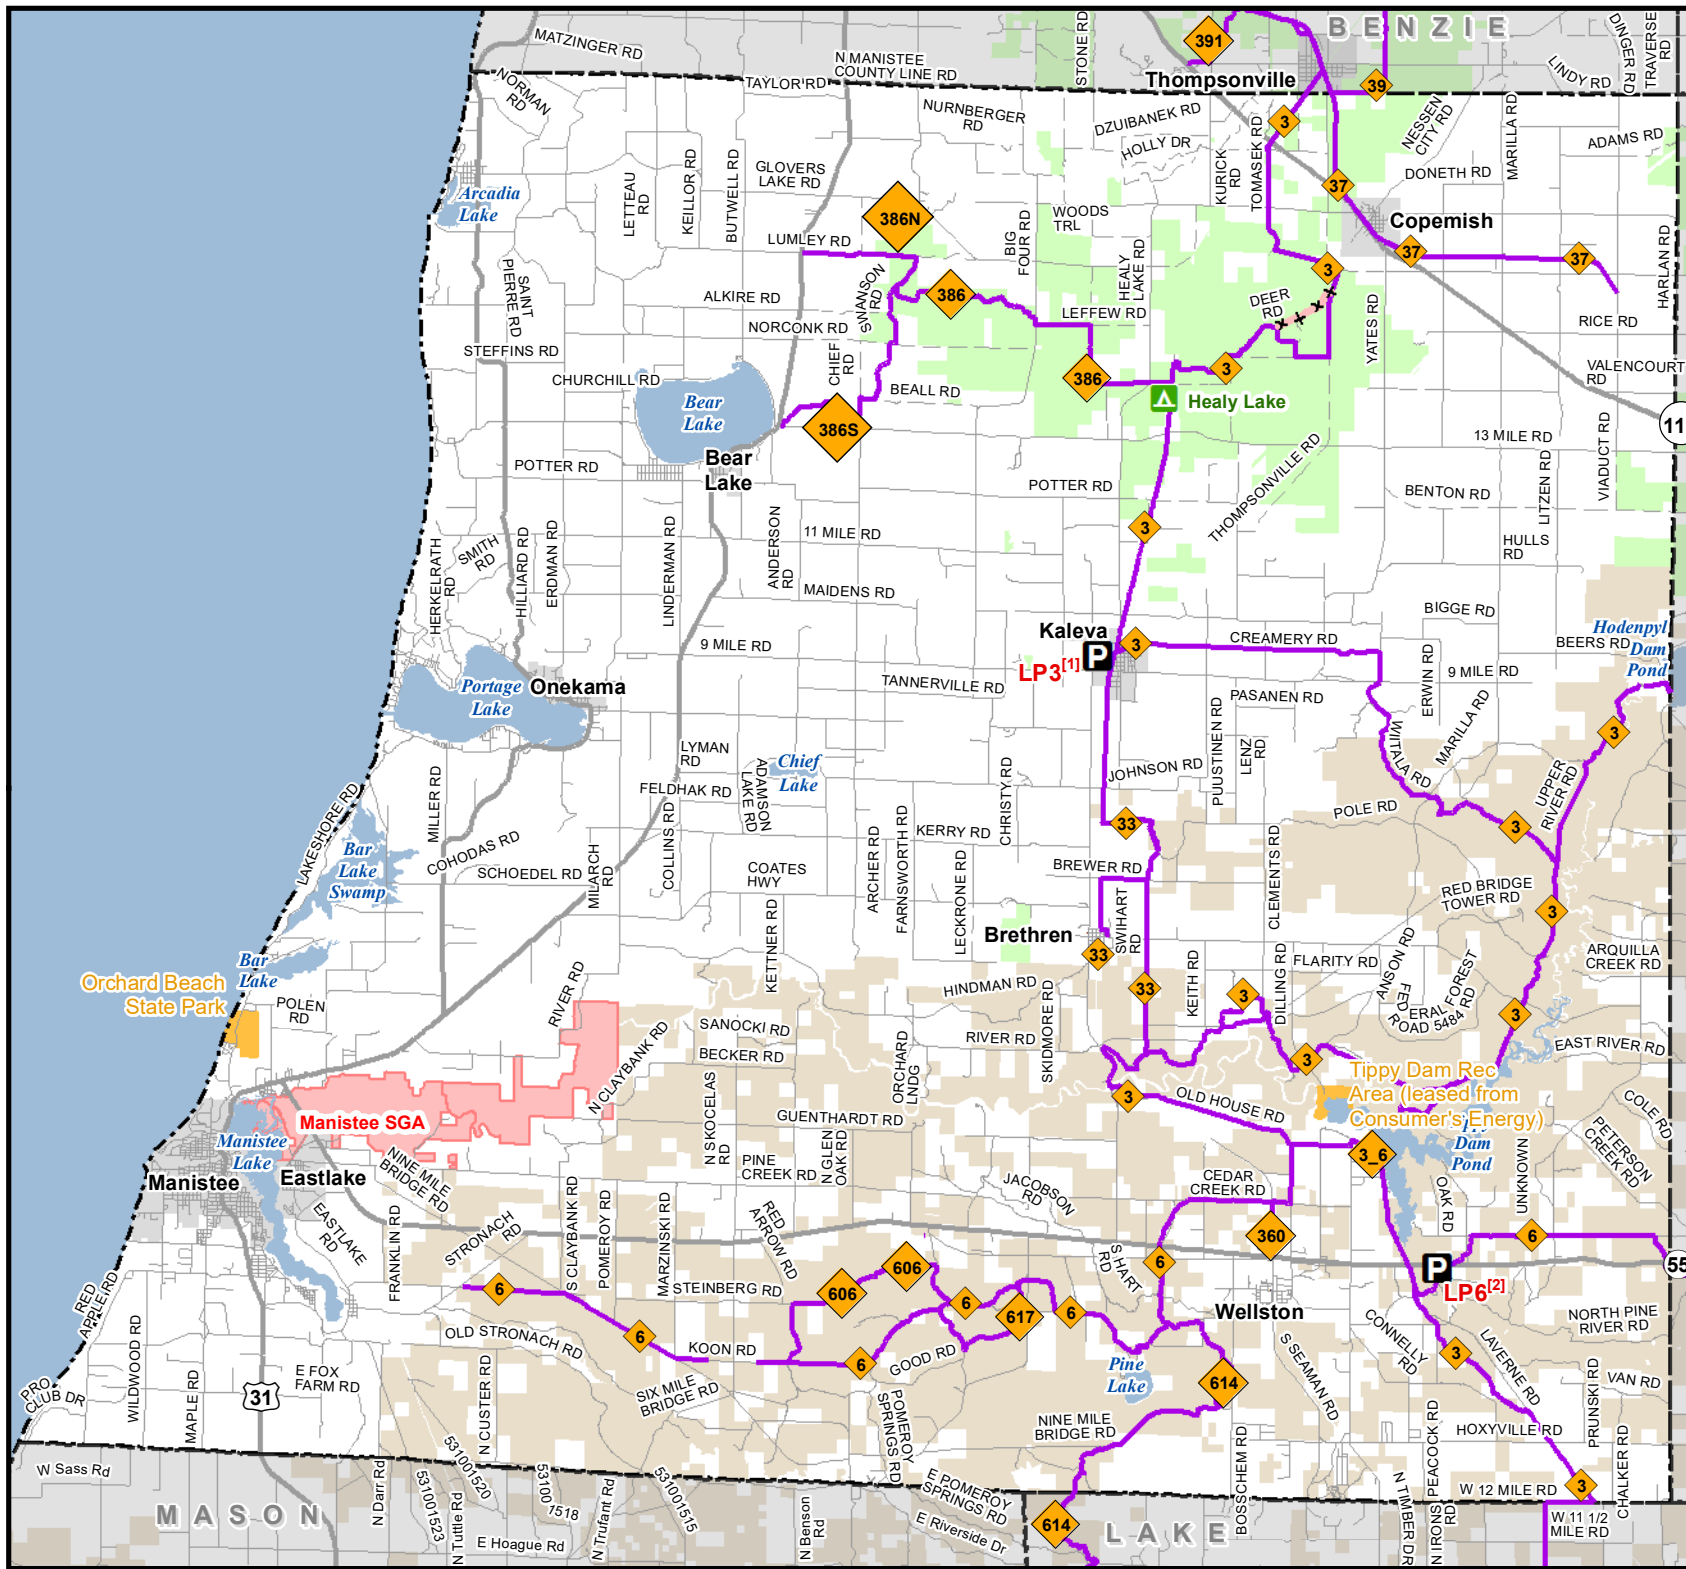 BENZIE
MATZINGER RD
N MANISTEE
COUNTY LINE RD
STONE RD
391
Thompsonville
39
LINDY RD
DINGER RD
TRAVERSE
RD
NORMAN
RD
TAYLOR RD
NURNBERGER
RD
DZUIBANEK RD
HOLLY DR
3
NESSEN
CITY RD
MARILLA RD
ADAMS RD
Arcadia
Lake
LETTEAU
RD
KEILLOR RD
BUTWELL RD
GLOVERS
LAKE RD
KURICK
RD
TOMASEK RD
37
DONETH RD
386N
WOODS
TRL
BIG
FOUR RD
Copemish
LUMLEY RD
37
37
HARLAN RD
SAINT
PIERRE RD
SWANSON
RD
386
HEALY
LAKE RD
3
DEER
RD
ALKIRE RD
NORCONK RD
LEFFEW RD
YATES RD
RICE RD
STEFFINS RD
CHIEF
RD
386
3
VALENCOURT
RD
CHURCHILL RD
BEALL RD
Healy Lake
Bear
Lake
386S
11
13 MILE RD
VIADUCT RD
Bear
Lake
POTTER RD
POTTER RD
THOMPSONVILLE RD
BENTON RD
LITZEN RD
11 MILE RD
3
HULLS
RD
SMITH
RD
HERKELRATH
RD
HILLIARD RD
ERDMAN RD
LINDERMAN RD
ANDERSON
RD
MAIDENS RD
BIGGE RD
Kaleva
3
CREAMERY RD
BEERS RD
Hodenpyl
Dam
Pond
9 MILE RD
P
LP3[1]
9 MILE RD
ERWIN RD
Portage
Lake
Onekama
TANNERVILLE RD
PASANEN RD
MARILLA RD
WITALA RD
3
LYMAN
RD
Chief
Lake
ADAMSON
LAKE RD
JOHNSON RD
PUUSTINEN RD
LENZ
RD
UPPER
RIVER RD
FELDHAK RD
CHRISTY RD
POLE RD
MILLER RD
LAKESHORE RD
33
3
KERRY RD
COHODAS RD
Bar
Lake
Swamp
SCHOEDEL RD
MILARCH
RD
COLLINS RD
COATES
HWY
ARCHER RD
FARNSWORTH RD
LECKRONE RD
BREWER RD
CLEMENTS RD
RED BRIDGE
TOWER RD
3
KETTNER RD
Brethren
SWIHART
RD
33
Bar
Lake
Orchard Beach
State Park
POLEN
RD
RIVER RD
HINDMAN RD
SKIDMORE RD
33
KEITH RD
3
DILLING RD
FLARITY RD
ANSON RD
FEDERAL FOREST
ROAD 5484 RD
ARQUILLA
CREEK RD
3
SANOCKI RD
BECKER RD
RIVER RD
EAST RIVER RD
N CLAYBANK RD
ORCHARD
LNDG
3
3
Tippy Dam Rec
Area (leased from
Consumer's Energy)
Dam
Pond
OLD HOUSE RD
COLE RD
PETERSON
CREEK RD
Manistee SGA
GUENTHARDT RD
Manistee
Lake
N SKOCELAS
RD
PINE
CREEK RD
N GLEN
OAK RD
NINE MILE
BRIDGE RD
3_6
CEDAR
CREEK RD
OAK RD
UNKNOWN
Manistee
Eastlake
JACOBSON
RD
EASTLAKE
RD
FRANKLIN RD
STRONACH
RD
S CLAYBANK RD
POMEROY RD
MARZINSKI RD
RED
ARROW RD
S HART
RD
360
6
55
606
606
STEINBERG RD
6
P
LP6[2]
RED
APPLE RD
6
6
617
6
Wellston
NORTH PINE
RIVER RD
OLD STRONACH RD
6
KOON RD
GOOD RD
6
CONNELLY
RD
3
LAVERNE RD
WILDWOOD RD
MAPLE RD
31
E FOX
FARM RD
N CUSTER RD
SIX MILE
BRIDGE RD
POMEROY
SPRINGS RD
Pine
Lake
614
S SEAMAN RD
VAN RD
PRUNSKI RD
PRO
CLUB DR
NINE MILE
BRIDGE RD
HOXYVILLE RD
BOSSCHEM RD
N PEACOCK RD
CHALKER RD
W Sass Rd
MASON
N Darr Rd
531001523
531001520
N Tuttle Rd
53100
1518
E Hoague Rd
N Trufant Rd
531001515
N Benson
Rd
E POMEROY
SPRINGS RD
E Riverside Dr
614
LAKE
N TIMBER DR
N IRONS
RD
W 12 MILE RD
3
W 11 1/2
MILE RD